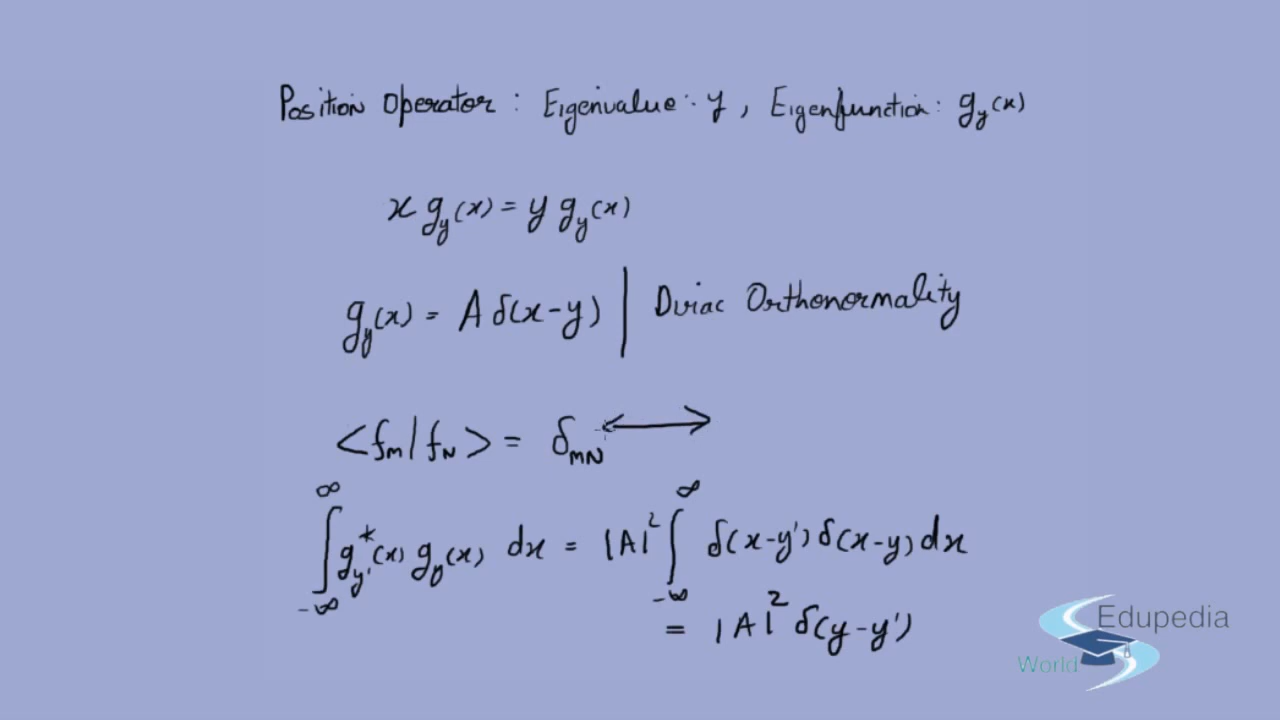 Position Operator : Eigenvalue : y , Eigenfunction : g_y(x)
x g_y(x) = y g_y(x)
g_y(x) = A δ(x-y) | Dirac Orthonormality
<f_M|f_N> = δ_MN ⟷
∫_{-∞}^{∞} g_{y'}^*(x) g_y(x) dx = |A|² ∫_{-∞}^{∞} δ(x-y') δ(x-y) dx
= |A|² δ(y-y')
Edupedia
World